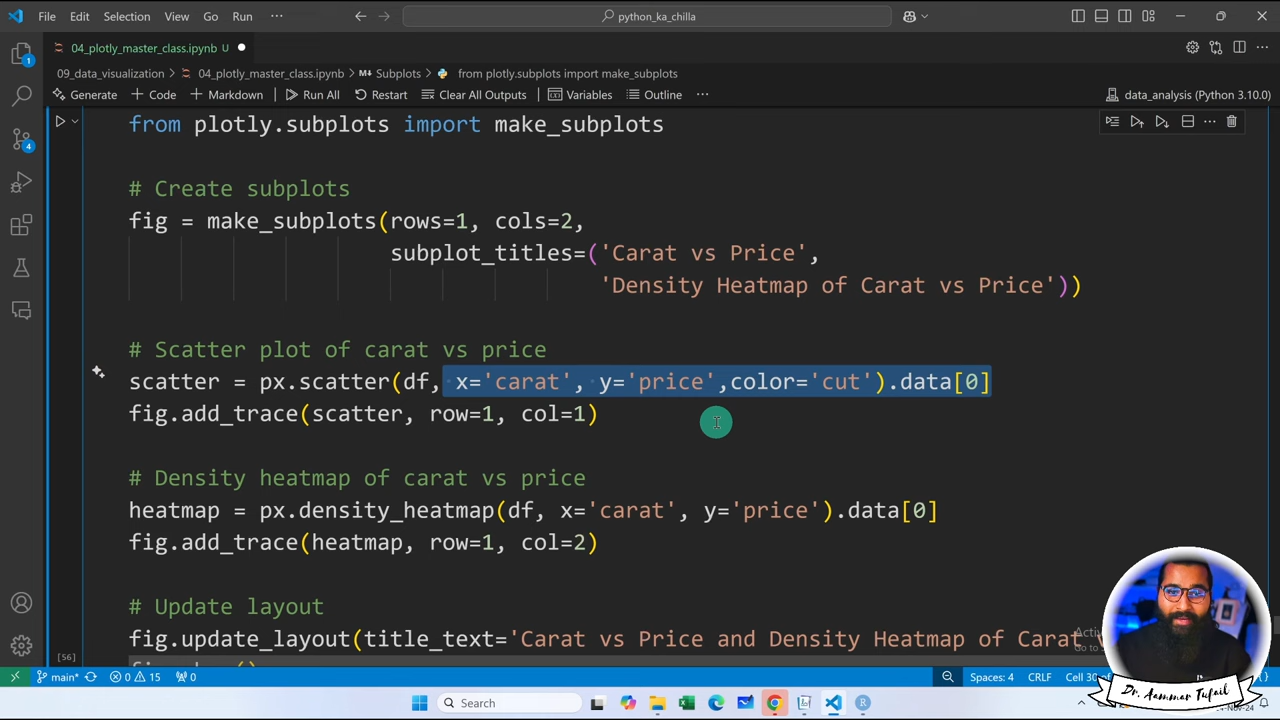 File Edit Selection View Go Run ···
python_ka_chilla
04_plotly_master_class.ipynb U
09_data_visualization > 04_plotly_master_class.ipynb > Subplots > from plotly.subplots import make_subplots
Generate + Code + Markdown Run All Restart Clear All Outputs Variables Outline ···
data_analysis (Python 3.10.0)
from plotly.subplots import make_subplots
# Create subplots
fig = make_subplots(rows=1, cols=2,
subplot_titles=('Carat vs Price',
'Density Heatmap of Carat vs Price'))
# Scatter plot of carat vs price
scatter = px.scatter(df, x='carat', y='price',color='cut').data[0]
fig.add_trace(scatter, row=1, col=1)
# Density heatmap of carat vs price
heatmap = px.density_heatmap(df, x='carat', y='price').data[0]
fig.add_trace(heatmap, row=1, col=2)
# Update layout
fig.update_layout(title_text='Carat vs Price and Density Heatmap of Carat
[56]
1
4
main* 0 15 0
Spaces: 4 CRLF Cell 30
Search
Dr. Aammar Tufail